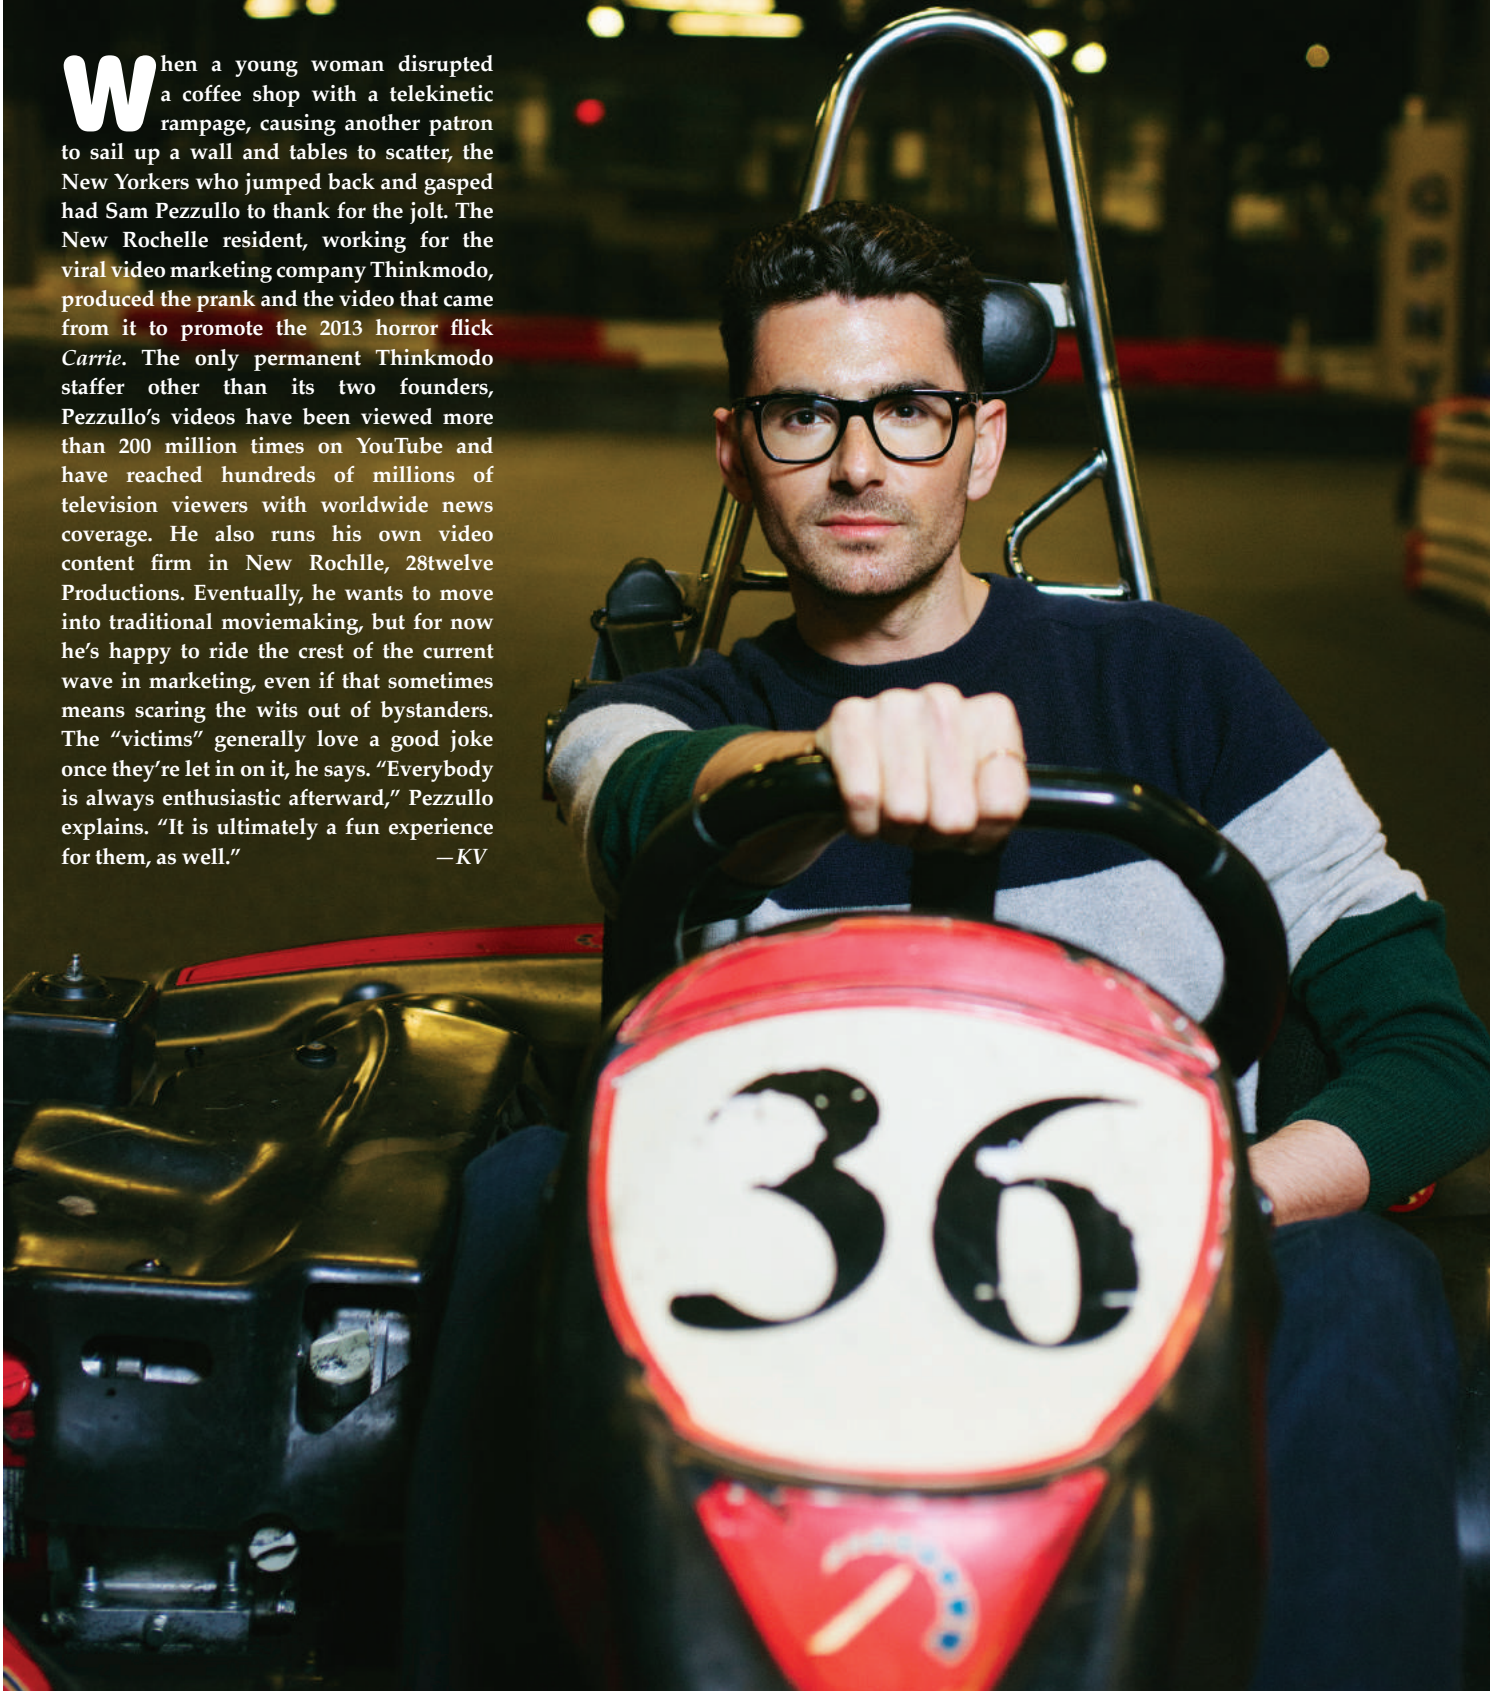 When a young woman disrupted
a coffee shop with a telekinetic
rampage, causing another patron
to sail up a wall and tables to scatter, the
New Yorkers who jumped back and gasped
had Sam Pezzullo to thank for the jolt. The
New Rochelle resident, working for the
viral video marketing company Thinkmodo,
produced the prank and the video that came
from it to promote the 2013 horror flick
Carrie. The only permanent Thinkmodo
staffer other than its two founders,
Pezzullo’s videos have been viewed more
than 200 million times on YouTube and
have reached hundreds of millions of
television viewers with worldwide news
coverage. He also runs his own video
content firm in New Rochlle, 28twelve
Productions. Eventually, he wants to move
into traditional moviemaking, but for now
he’s happy to ride the crest of the current
wave in marketing, even if that sometimes
means scaring the wits out of bystanders.
The “victims” generally love a good joke
once they’re let in on it, he says. “Everybody
is always enthusiastic afterward,” Pezzullo
explains. “It is ultimately a fun experience
for them, as well.” —KV
GPNY
36